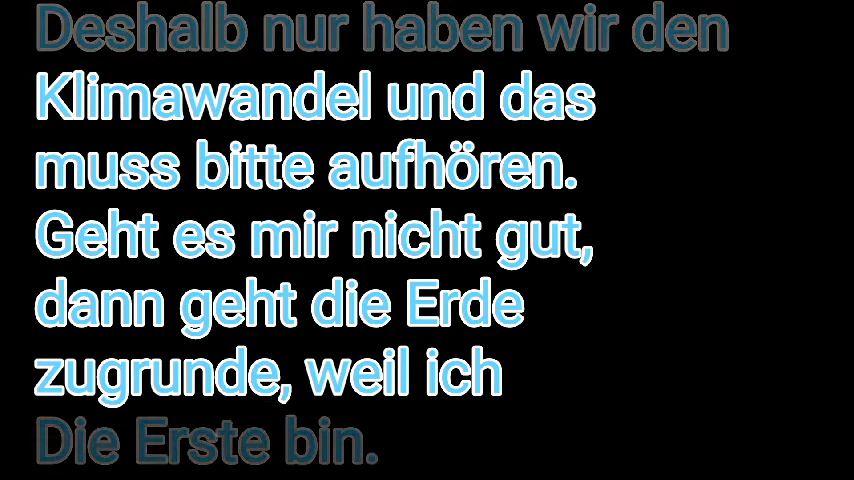 Deshalb nur haben wir den
Klimawandel und das
muss bitte aufhören.
Geht es mir nicht gut,
dann geht die Erde
zugrunde, weil ich
Die Erste bin.